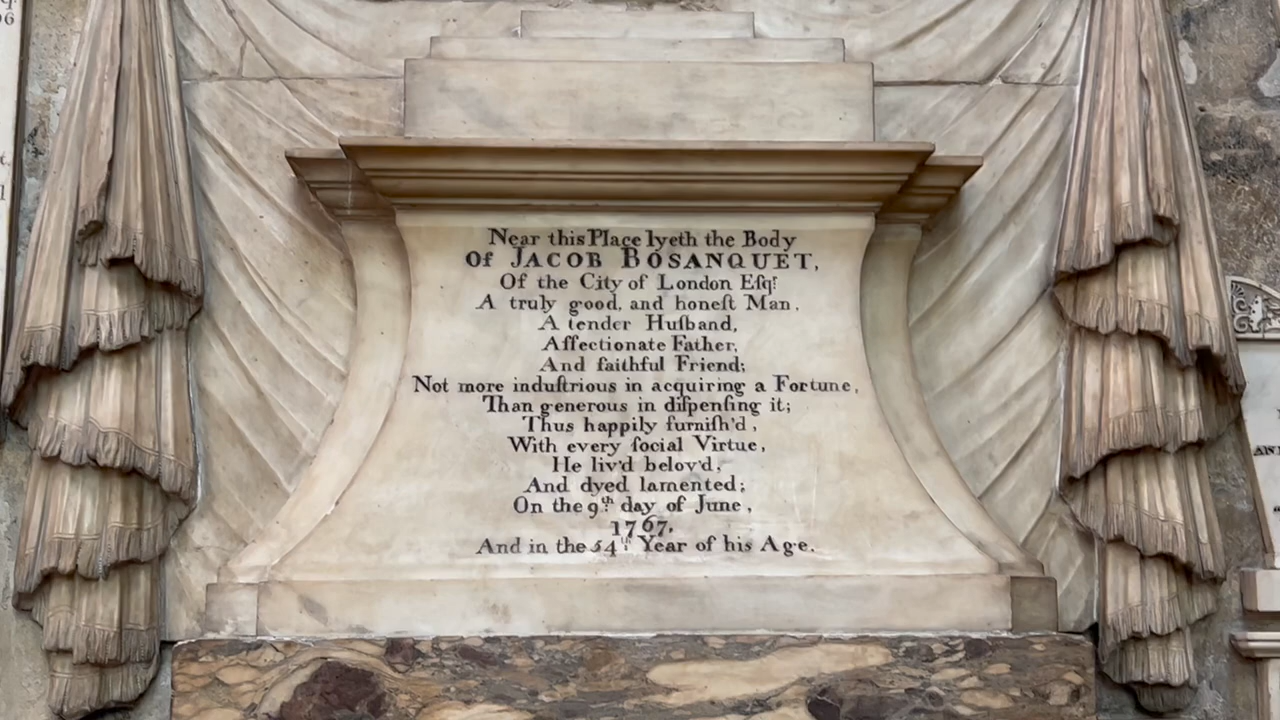 Near this Place lyeth the Body
Of JACOB BOSANQUET,
Of the City of London Eſqr.
A truly good, and honeſt Man,
A tender Huſband,
Affectionate Father,
And faithful Friend;
Not more induſtrious in acquiring a Fortune,
Than generous in diſpenſing it;
Thus happily furniſh'd,
With every ſocial Virtue,
He liv'd belov'd,
And dyed lamented;
On the 9th. day of June,
1767.
And in the 54th. Year of his Age.